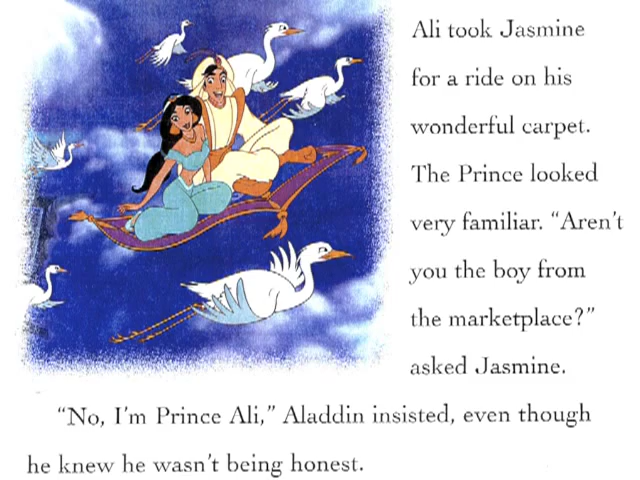 Ali took Jasmine
for a ride on his
wonderful carpet.
The Prince looked
very familiar. “Aren’t
you the boy from
the marketplace?”
asked Jasmine.
“No, I’m Prince Ali,” Aladdin insisted, even though
he knew he wasn’t being honest.